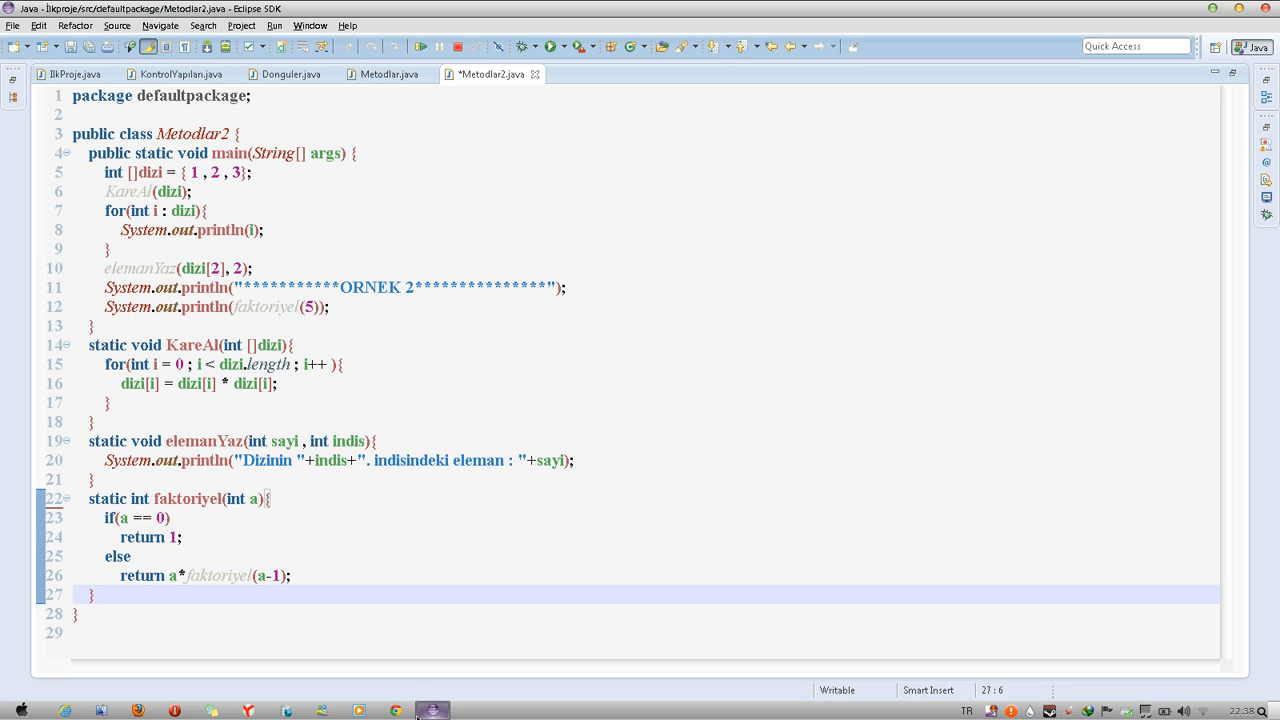 Java - İlkproje/src/defaultpackage/Metodlar2.java - Eclipse SDK
File Edit Refactor Source Navigate Search Project Run Window Help
Quick Access
Java
IlkProje.java KontrolYapıları.java Donguler.java Metodlar.java *Metodlar2.java
1 package defaultpackage;
2
3 public class Metodlar2 {
4 public static void main(String[] args) {
5 int []dizi = { 1 , 2 , 3};
6 KareAl(dizi);
7 for(int i : dizi){
8 System.out.println(i);
9 }
10 elemanYaz(dizi[2], 2);
11 System.out.println("***********ORNEK 2***************");
12 System.out.println(faktoriyel(5));
13 }
14 static void KareAl(int []dizi){
15 for(int i = 0 ; i < dizi.length ; i++ ){
16 dizi[i] = dizi[i] * dizi[i];
17 }
18 }
19 static void elemanYaz(int sayi , int indis){
20 System.out.println("Dizinin "+indis+". indisindeki eleman : "+sayi);
21 }
22 static int faktoriyel(int a){
23 if(a == 0)
24 return 1;
25 else
26 return a*faktoriyel(a-1);
27 }
28 }
29
Writable Smart Insert 27 : 6
TR 22:38